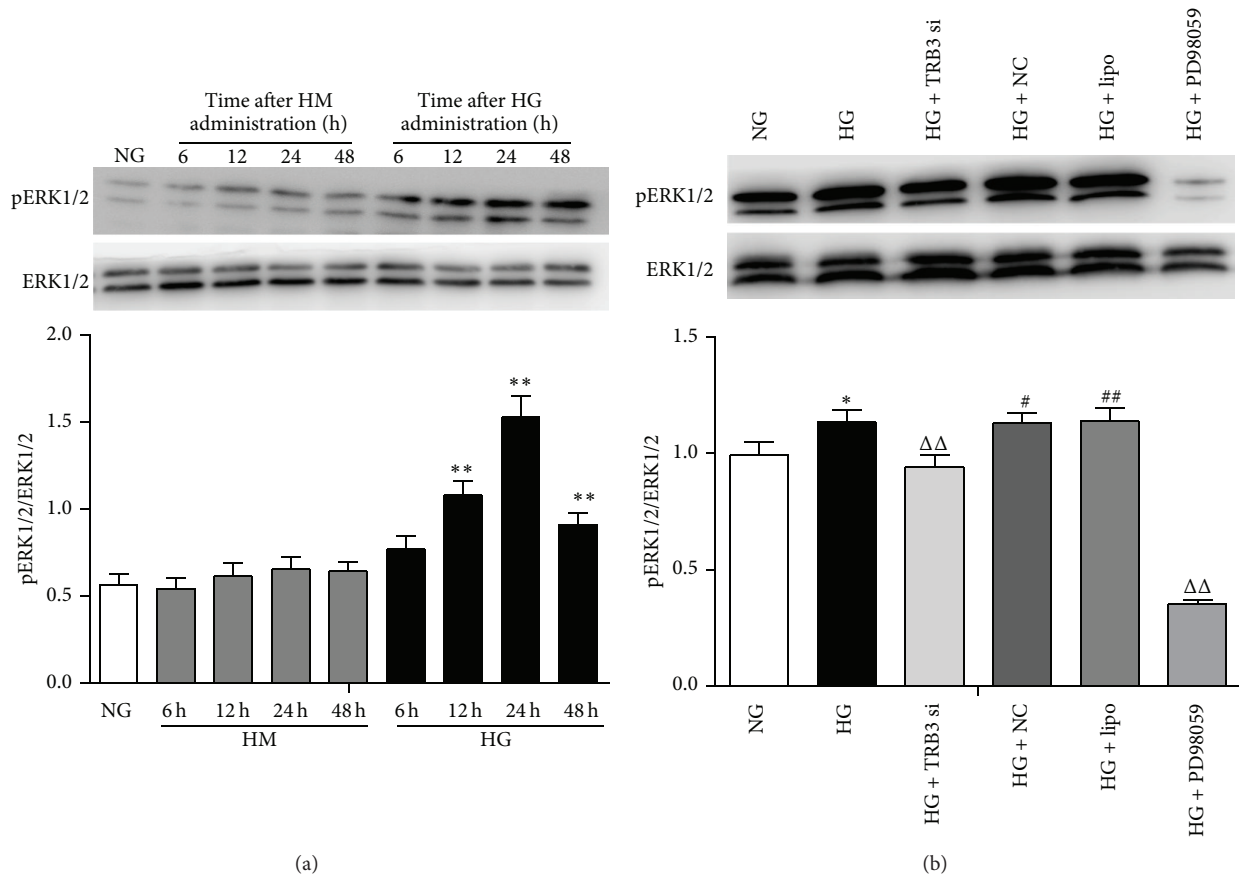 Time after HM
administration (h)
Time after HG
administration (h)
NG 6 12 24 48 6 12 24 48
pERK1/2
ERK1/2
2.0
1.5
1.0
0.5
0.0
pERK1/2/ERK1/2
**
**
**
NG 6 h 12 h 24 h 48 h 6 h 12 h 24 h 48 h
HM HG
(a)
NG
HG
HG + TRB3 si
HG + NC
HG + lipo
HG + PD98059
pERK1/2
ERK1/2
1.5
1.0
0.5
0.0
pERK1/2/ERK1/2
*
ΔΔ
#
##
ΔΔ
NG
HG
HG + TRB3 si
HG + NC
HG + lipo
HG + PD98059
(b)